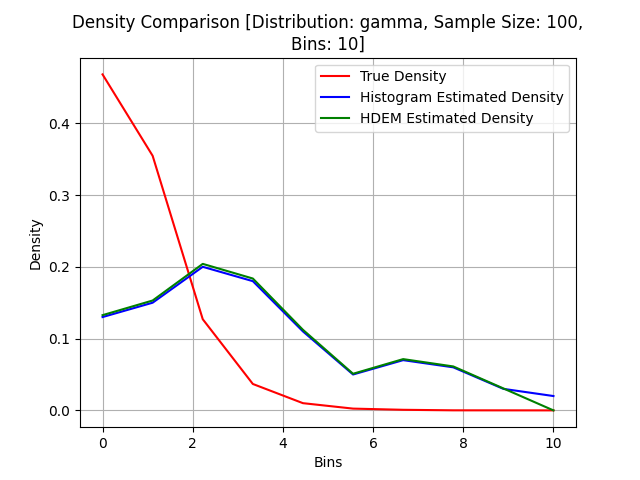 Density Comparison [Distribution: gamma, Sample Size: 100,
Bins: 10]
True Density
Histogram Estimated Density
HDEM Estimated Density
Density
0.4
0.3
0.2
0.1
0.0
0 2 4 6 8 10
Bins